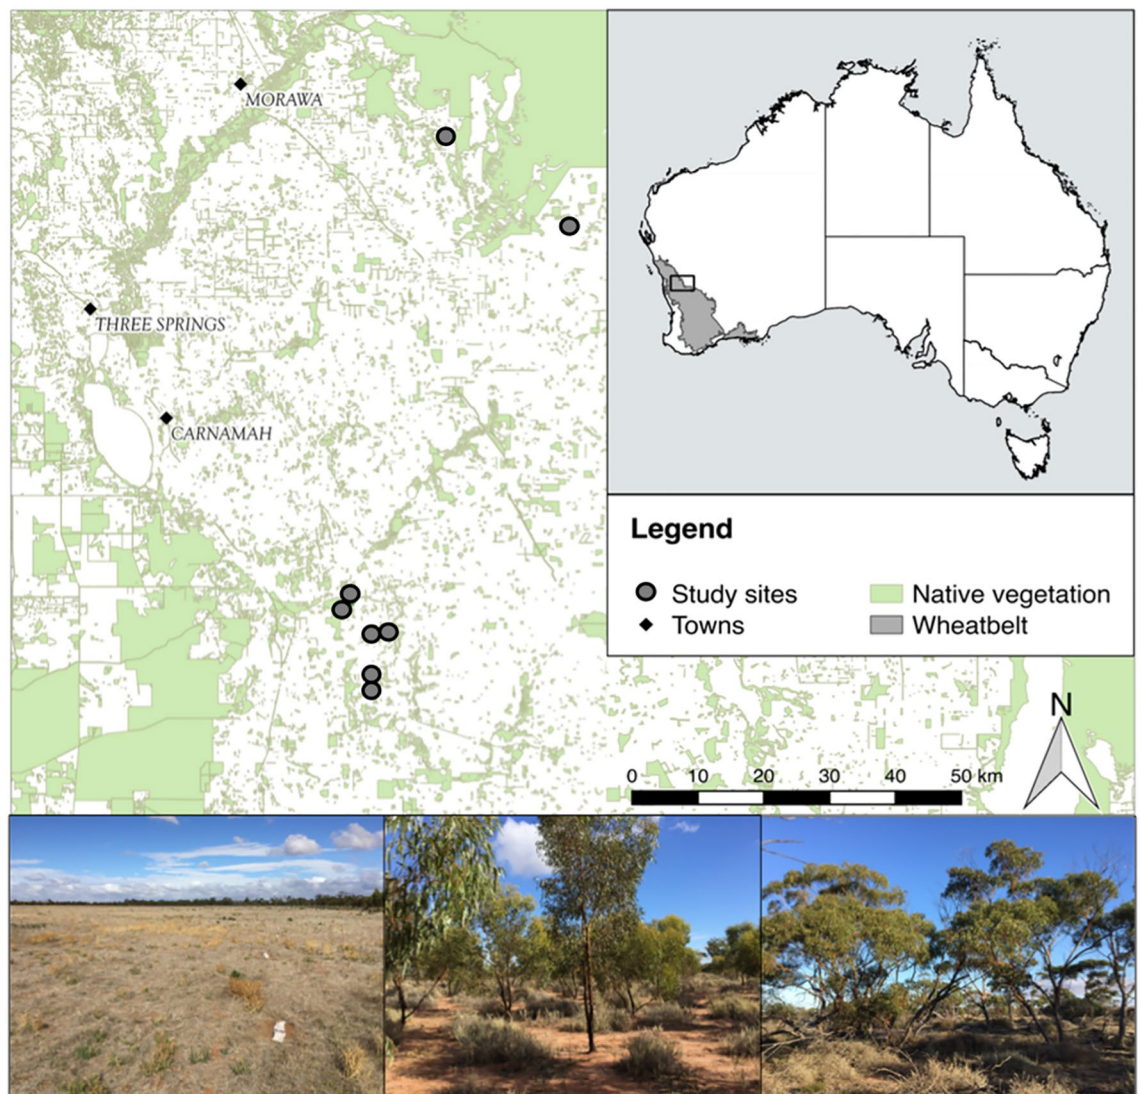 MORAWA
THREE SPRINGS
CARNAMAH
Legend
Study sites
Native vegetation
Towns
Wheatbelt
N
0 10 20 30 40 50 km